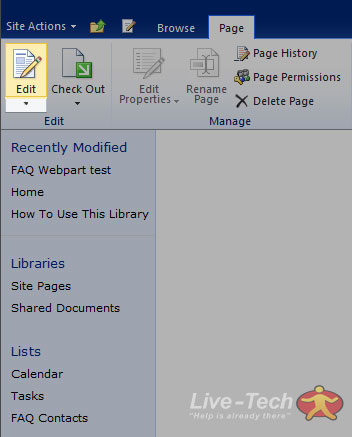 Site Actions Browse Page
Edit Check Out Edit Properties Rename Page Page History
Page Permissions
Delete Page
Edit Manage
Recently Modified
FAQ Webpart test
Home
How To Use This Library
Libraries
Site Pages
Shared Documents
Lists
Calendar
Tasks
FAQ Contacts
Live-Tech
"Help is already there"